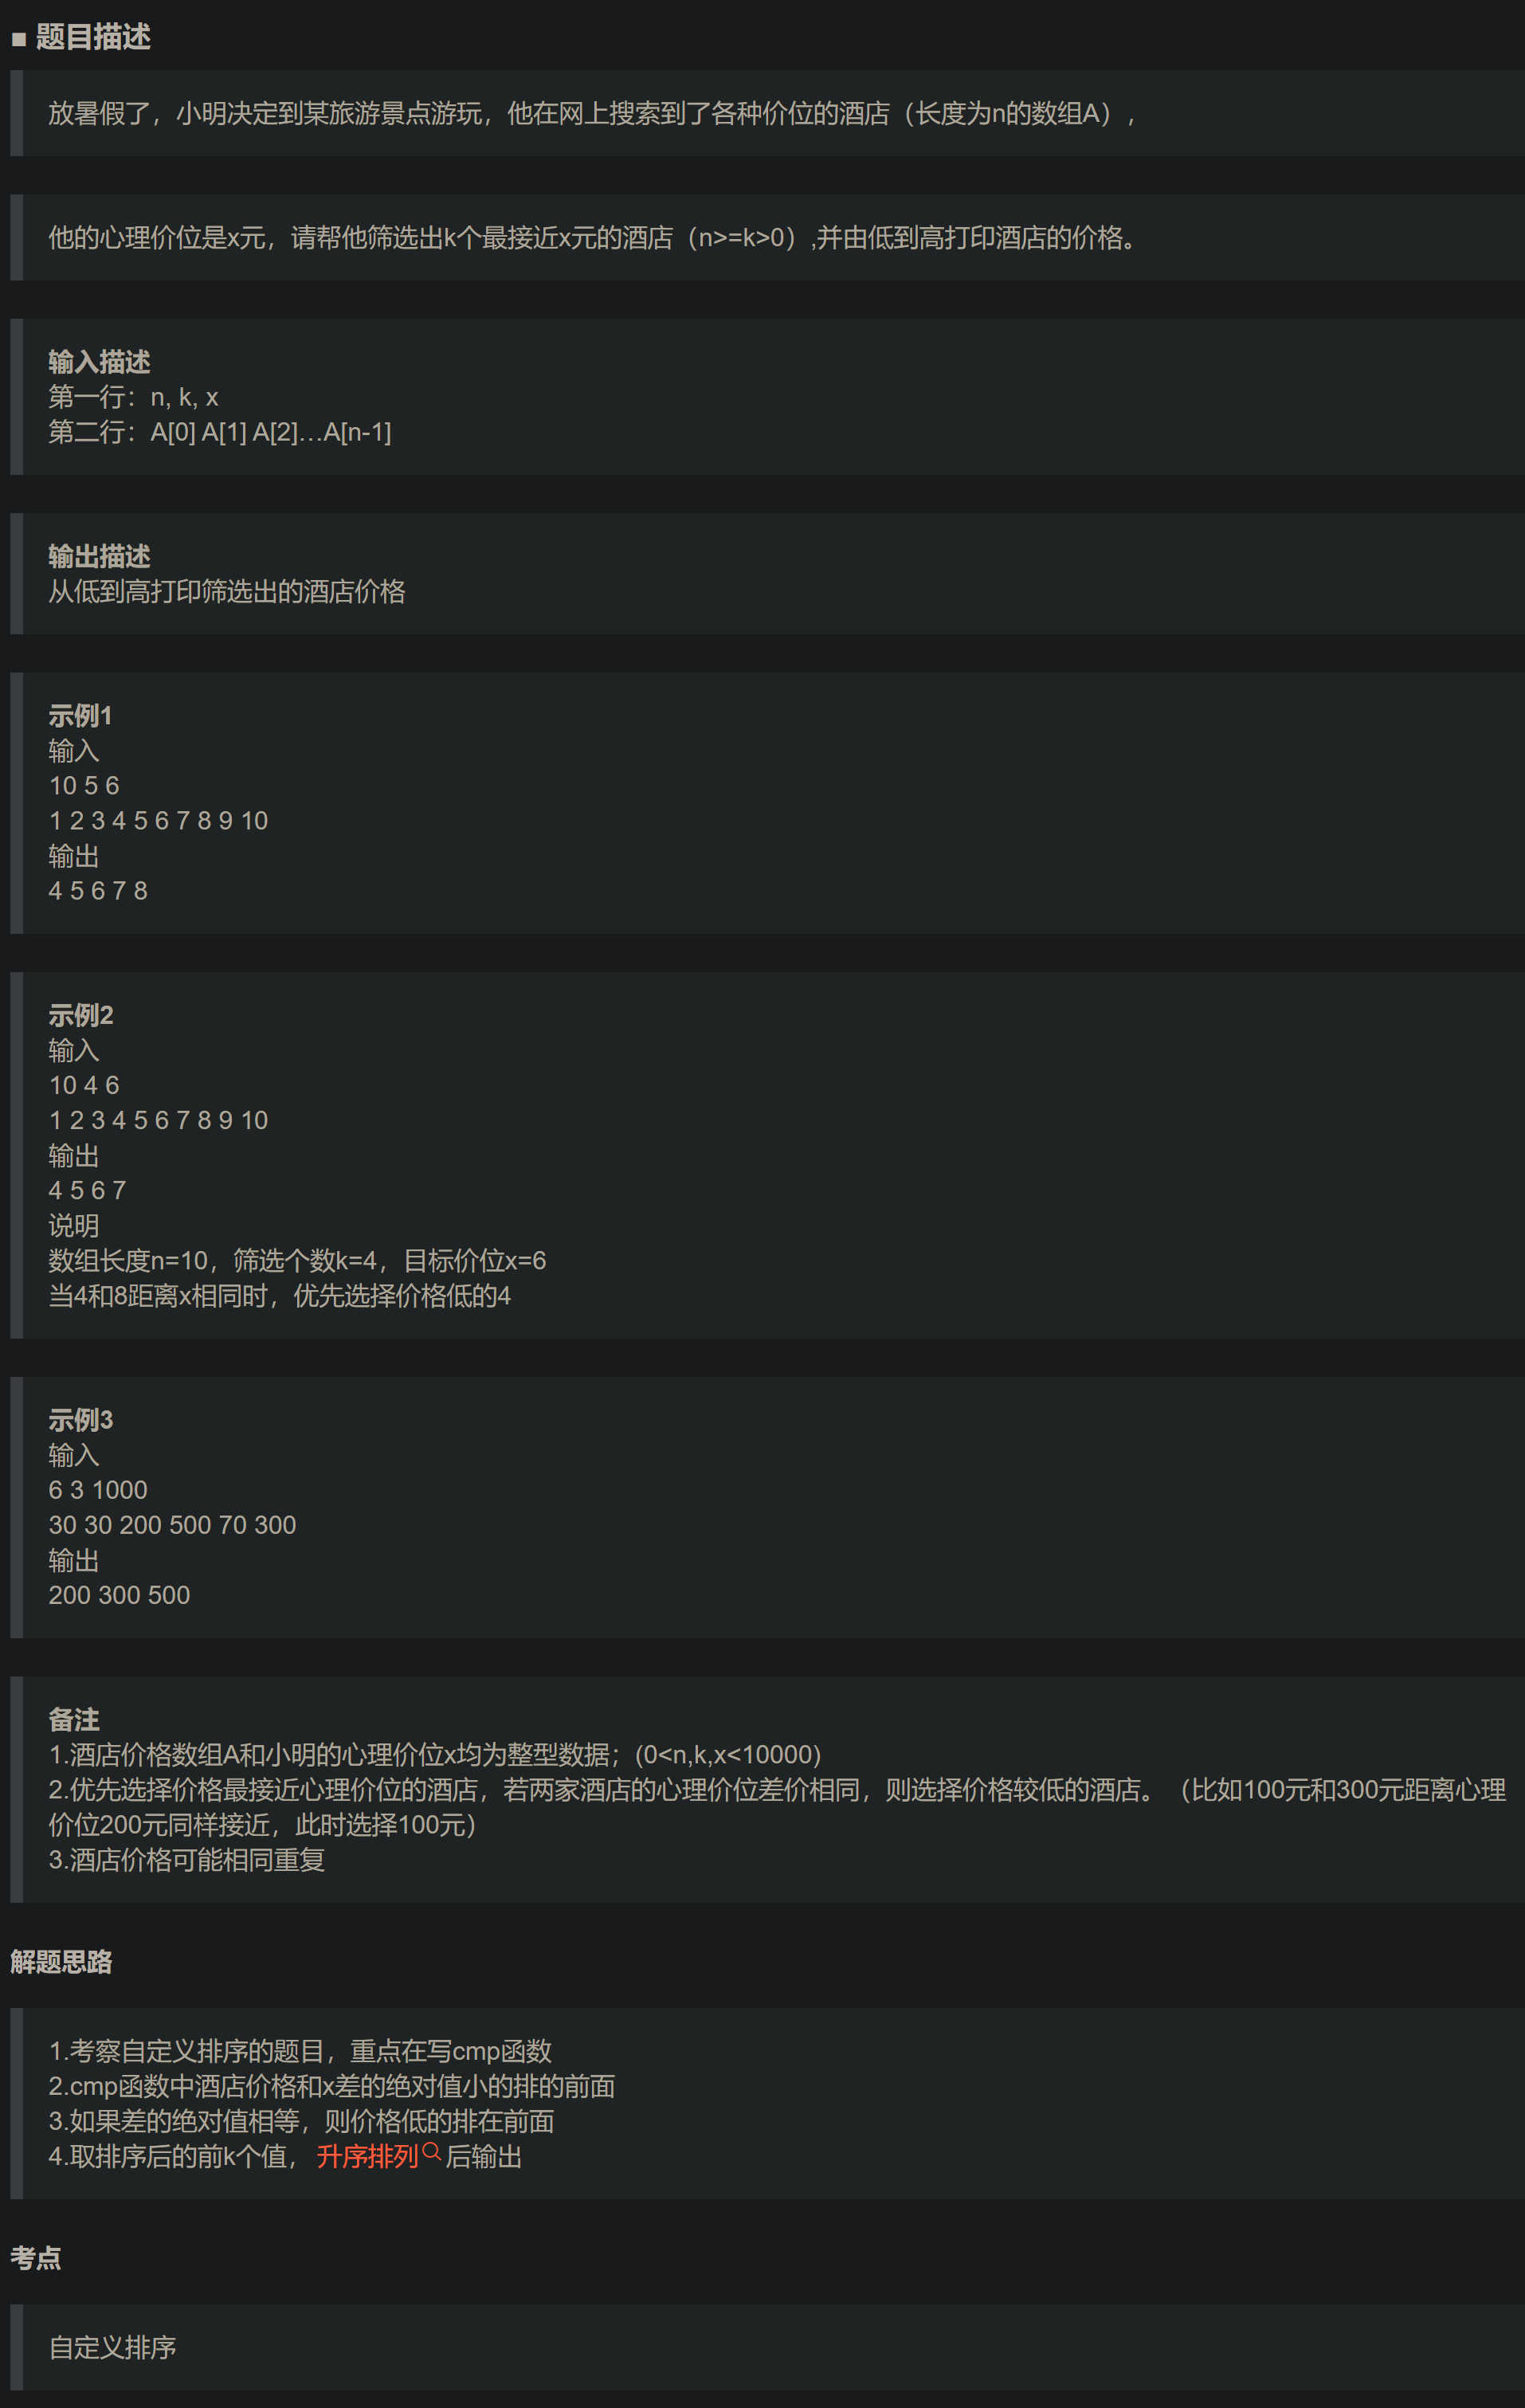 ■ 题目描述
放暑假了，小明决定到某旅游景点游玩，他在网上搜索到了各种价位的酒店（长度为n的数组A），
他的心理价位是x元，请帮他筛选出k个最接近x元的酒店（n>=k>0）,并由低到高打印酒店的价格。
输入描述
第一行：n, k, x
第二行：A[0] A[1] A[2]…A[n-1]
输出描述
从低到高打印筛选出的酒店价格
示例1
输入
10 5 6
1 2 3 4 5 6 7 8 9 10
输出
4 5 6 7 8
示例2
输入
10 4 6
1 2 3 4 5 6 7 8 9 10
输出
4 5 6 7
说明
数组长度n=10，筛选个数k=4，目标价位x=6
当4和8距离x相同时，优先选择价格低的4
示例3
输入
6 3 1000
30 30 200 500 70 300
输出
200 300 500
备注
1.酒店价格数组A和小明的心理价位x均为整型数据；(0<n,k,x<10000)
2.优先选择价格最接近心理价位的酒店，若两家酒店的心理价位差价相同，则选择价格较低的酒店。（比如100元和300元距离心理
价位200元同样接近，此时选择100元）
3.酒店价格可能相同重复
解题思路
1.考察自定义排序的题目，重点在写cmp函数
2.cmp函数中酒店价格和x差的绝对值小的排的前面
3.如果差的绝对值相等，则价格低的排在前面
4.取排序后的前k个值， 升序排列后输出
考点
自定义排序